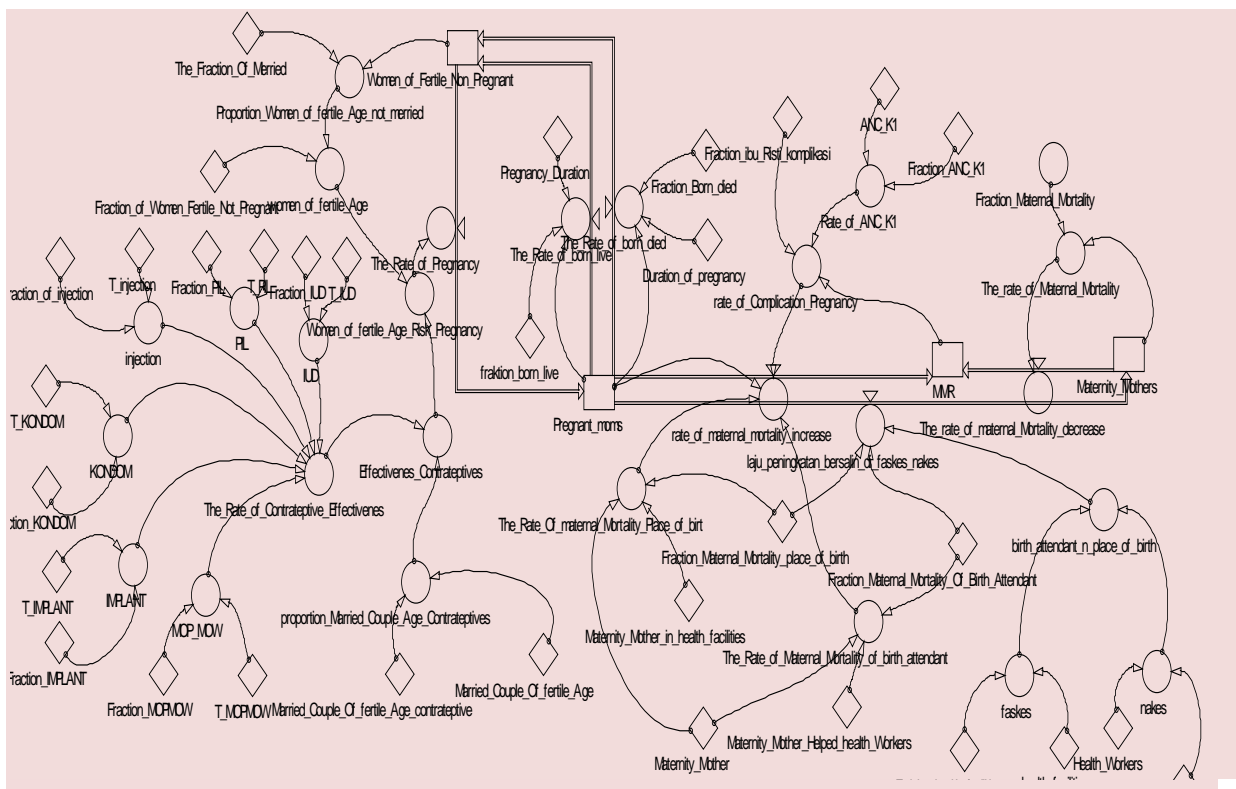 The_Fraction_Of_Merried
Women_of_Fertile_Non_Pregnant
Proportion_Women_of_fertile_Age_not_merried
ANC_K1
Fraction_ibu_Risti_komplikasi
Fraction_ANC_K1
Pregnancy_Duration
Fraction_Born_died
Fraction_Maternal_Mortality
Fraction_of_Women_Fertile_Not_Pregnant
women_of_fertile_Age
Rate_of_ANC_K1
The_Rate_of_born_died
The_Rate_of_born_live
The_Rate_of_Pregnancy
Duration_of_pregnancy
The_rate_of_Maternal_Mortality
raction_of_injection
T_injection
Fraction_PIL
T_PIL
Fraction_IUD
T_IUD
rate_of_Complication_Pregnancy
Women_of_fertile_Age_Risk_Pregnancy
injection
PIL
IUD
fraktion_born_live
MMR
Maternity_Mothers
T_KONDOM
Pregnant_moms
rate_of_maternal_mortality_increase
The_rate_of_maternal_Mortality_decrease
KONDOM
Effectivenes_Contrateptives
laju_peningkatan_bersalin_di_faskes_nakes
The_Rate_of_Contrateptive_Effectivenes
ction_KONDOM
The_Rate_Of_maternal_Mortality_Place_of_birt
birth_attendant_n_place_of_birth
Fraction_Maternal_Mortality_place_of_birth
Fraction_Maternal_Mortality_Of_Birth_Attendant
T_IMPLANT
IMPLANT
MOP_MOW
proportion_Married_Couple_Age_Contrateptives
Maternity_Mother_in_health_facilities
The_Rate_of_Maternal_Mortality_of_birth_attendant
Fraction_IMPLANT
Married_Couple_Of_fertile_Age
Fraction_MOPMOW
T_MOPMOW
Married_Couple_Of_fertile_Age_contrateptive
faskes
nakes
Maternity_Mother_Helped_health_Workers
Maternity_Mother
Health_Workers